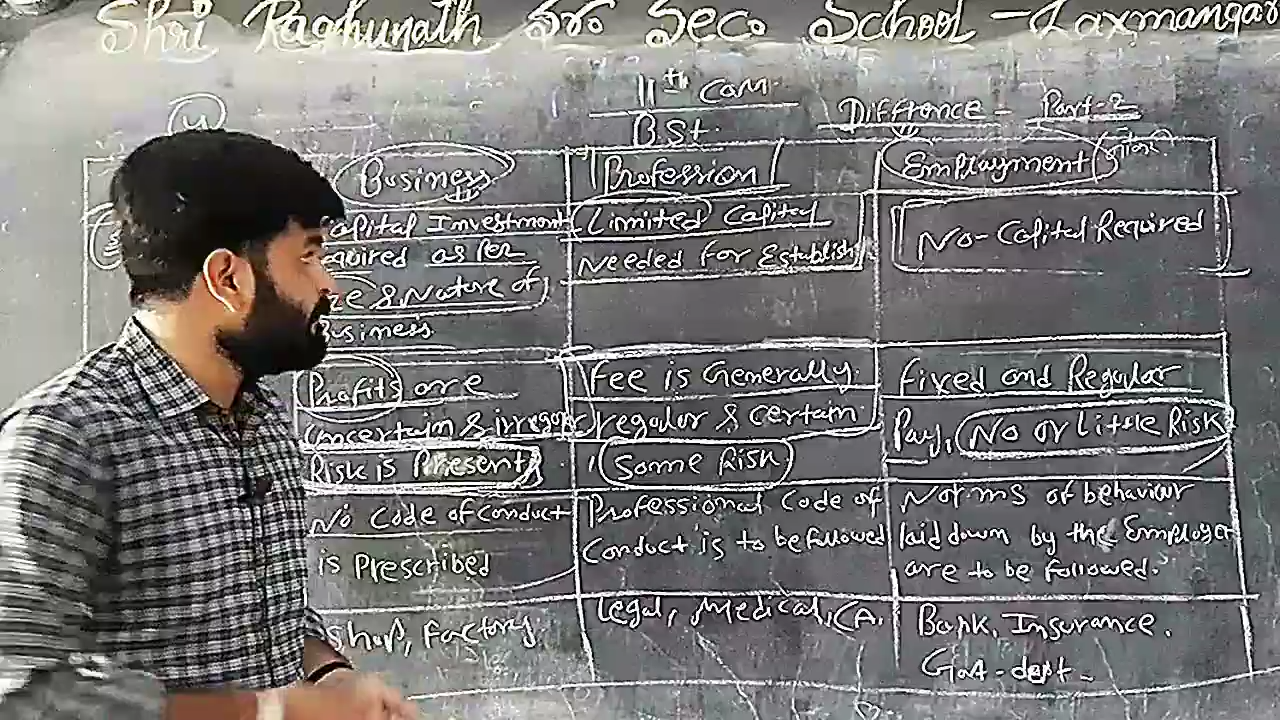 Shri Raghunath Sr. Sec. School - Laxmangar
11th Com.
B.St.
Difference - Part-2
Business
Profession
Employment
Capital Investment
quired as per
ze & Nature of
Business
Limited Capital
Needed for Establish
No-Capital Required
Profits are
uncertain & irregular
Risk is Present
Fee is Generally
regular & certain.
Some Risk
Fixed and Regular
Pay, No or Little Risk
No Code of Conduct
is Prescribed
Professional Code of
Conduct is to be followed
Norms of behaviour
laid down by the Employer
are to be followed.
Shop, Factory
Legal, Medical, CA.
Bank, Insurance.
Govt-dept-